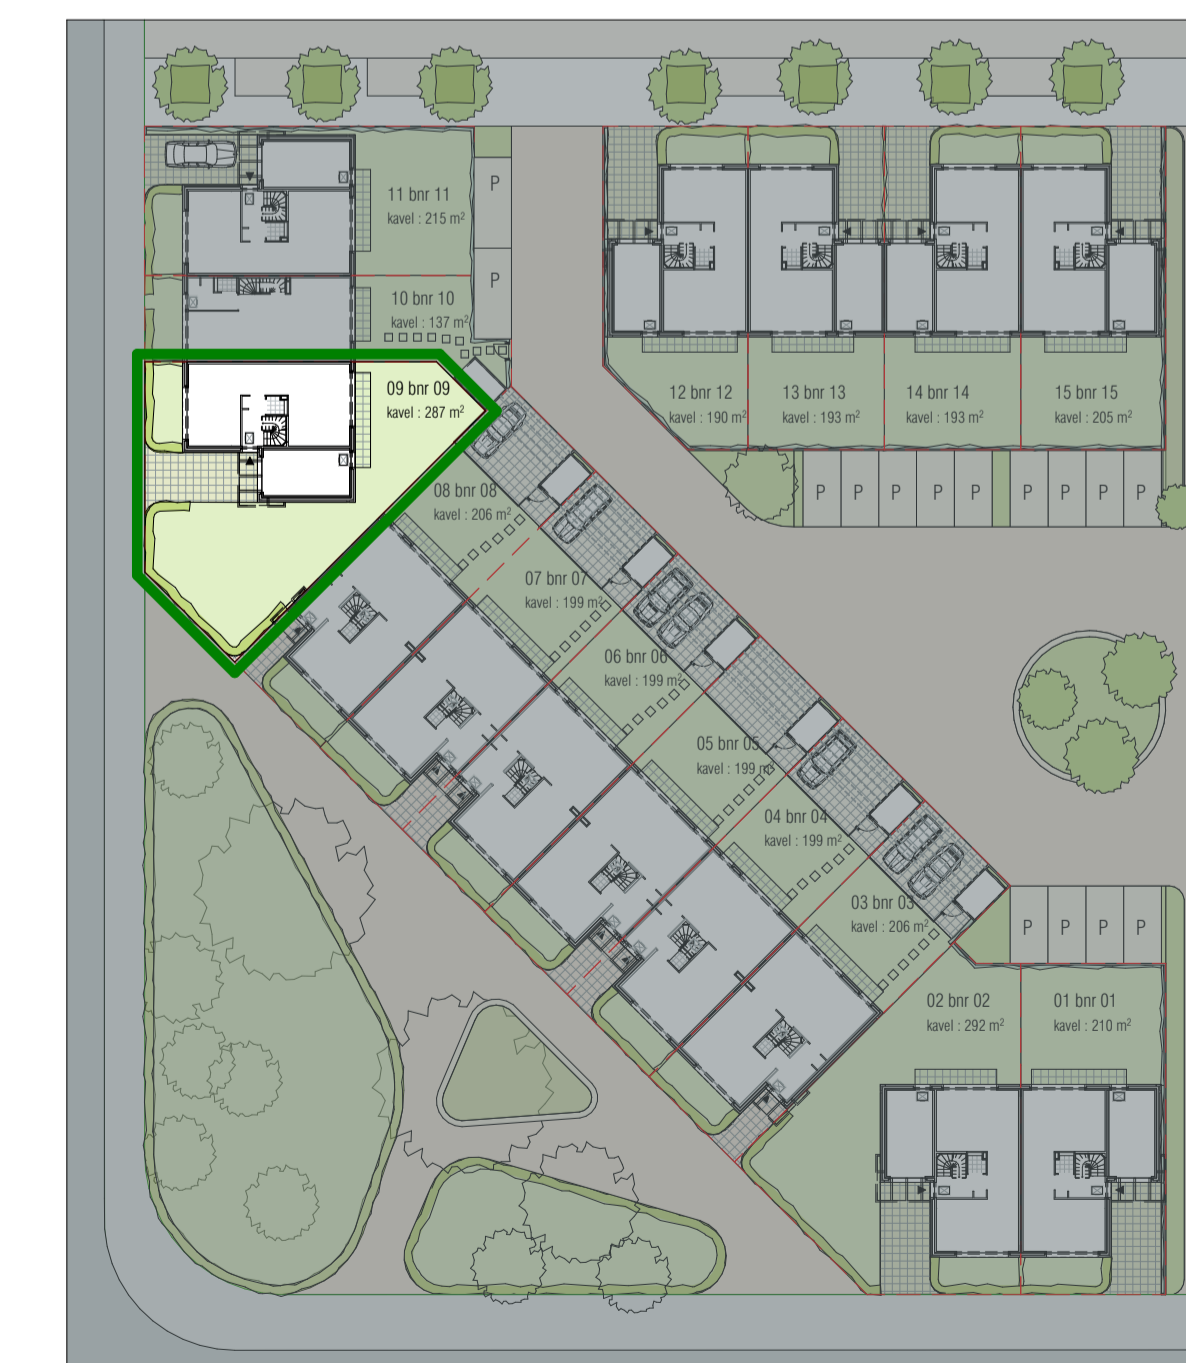 11 bnr 11
kavel : 215 m²
P
P
10 bnr 10
kavel : 137 m²
09 bnr 09
kavel : 287 m²
12 bnr 12
kavel : 190 m²
13 bnr 13
kavel : 193 m²
14 bnr 14
kavel : 193 m²
15 bnr 15
kavel : 205 m²
P P P P P P P P P
08 bnr 08
kavel : 206 m²
07 bnr 07
kavel : 199 m²
06 bnr 06
kavel : 199 m²
05 bnr 05
kavel : 199 m²
04 bnr 04
kavel : 199 m²
03 bnr 03
kavel : 206 m²
P P P P
02 bnr 02
kavel : 292 m²
01 bnr 01
kavel : 210 m²